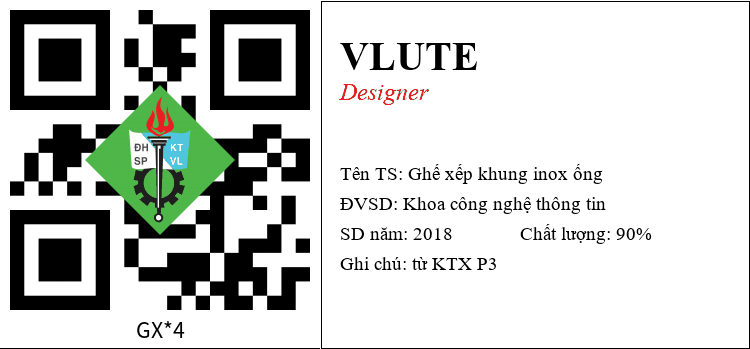 ĐH KT
SP VL
GX*4
VLUTE
Designer
Tên TS: Ghế xếp khung inox ống
ĐVSD: Khoa công nghệ thông tin
SD năm: 2018 Chất lượng: 90%
Ghi chú: từ KTX P3